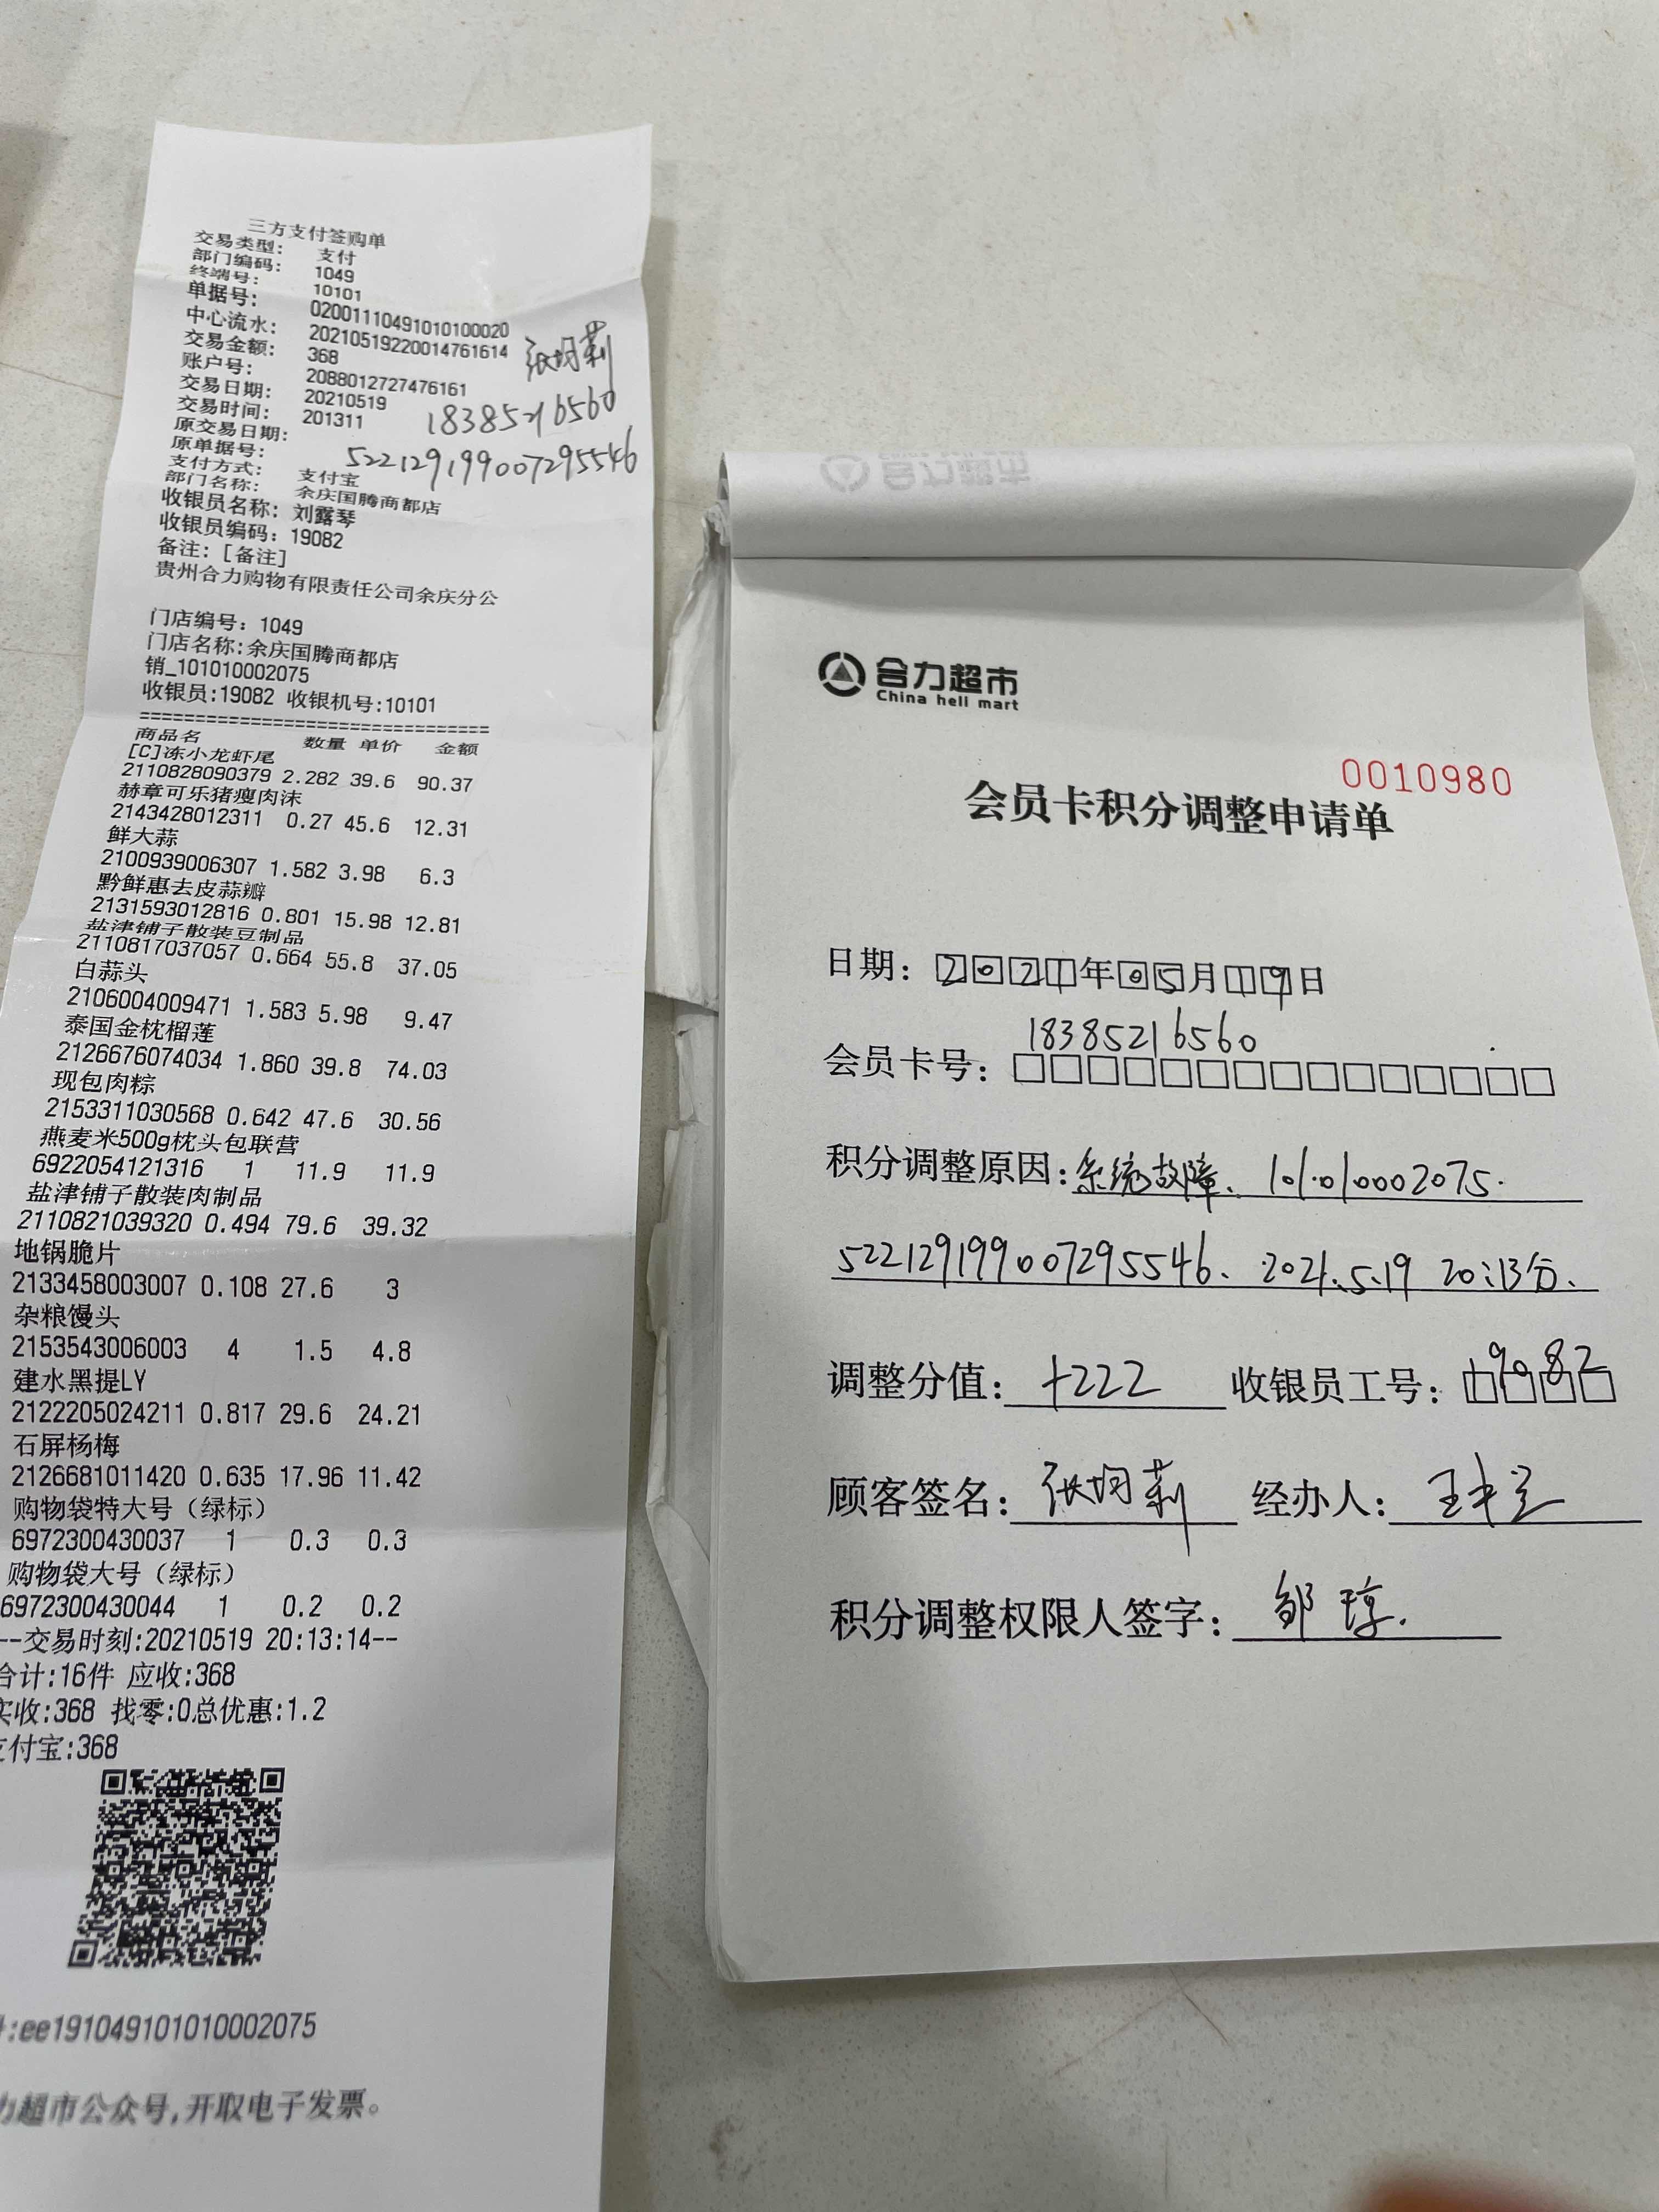 三方支付签购单
交易类型: 支付
部门编码: 1049
终端号: 10101
单据号: 02001110491010100020
中心流水: 20210519220014761614
交易金额: 368
账户号: 2088012727476161
交易日期: 20210519
交易时间: 201311
原交易日期:
原单据号:
支付方式: 支付宝
部门名称: 余庆国腾商都店
收银员名称: 刘露琴
收银员编码: 19082
备注: [备注]
贵州合力购物有限责任公司余庆分公
18385216560
522129199007295546
门店编号: 1049
门店名称:余庆国腾商都店
销_101010002075
收银员:19082 收银机号:10101
================================
商品名 数量 单价 金额
[C]冻小龙虾尾
2110828090379 2.282 39.6 90.37
赫章可乐猪瘦肉沫
2143428012311 0.27 45.6 12.31
鲜大蒜
2100939006307 1.582 3.98 6.3
黔鲜惠去皮蒜瓣
2131593012816 0.801 15.98 12.81
盐津铺子散装豆制品
2110817037057 0.664 55.8 37.05
白蒜头
2106004009471 1.583 5.98 9.47
泰国金枕榴莲
2126676074034 1.860 39.8 74.03
现包肉粽
2153311030568 0.642 47.6 30.56
燕麦米500g枕头包联营
6922054121316 1 11.9 11.9
盐津铺子散装肉制品
2110821039320 0.494 79.6 39.32
地锅脆片
2133458003007 0.108 27.6 3
杂粮馒头
2153543006003 4 1.5 4.8
建水黑提LY
2122205024211 0.817 29.6 24.21
石屏杨梅
2126681011420 0.635 17.96 11.42
购物袋特大号（绿标）
6972300430037 1 0.3 0.3
购物袋大号（绿标）
6972300430044 1 0.2 0.2
--交易时刻:20210519 20:13:14--
合计:16件 应收:368
实收:368 找零:0总优惠:1.2
支付宝:368
:ee191049101010002075
力超市公众号,开取电子发票。
合力超市
China heli mart
0010980
会员卡积分调整申请单
日期: 2021年05月19日
会员卡号: 18385216560
积分调整原因: 系统故障、101010002075.
522129199007295546、2021.5.19 20:13分.
调整分值: +222 收银员工号: 19082
顾客签名: 经办人:
积分调整权限人签字: 邹